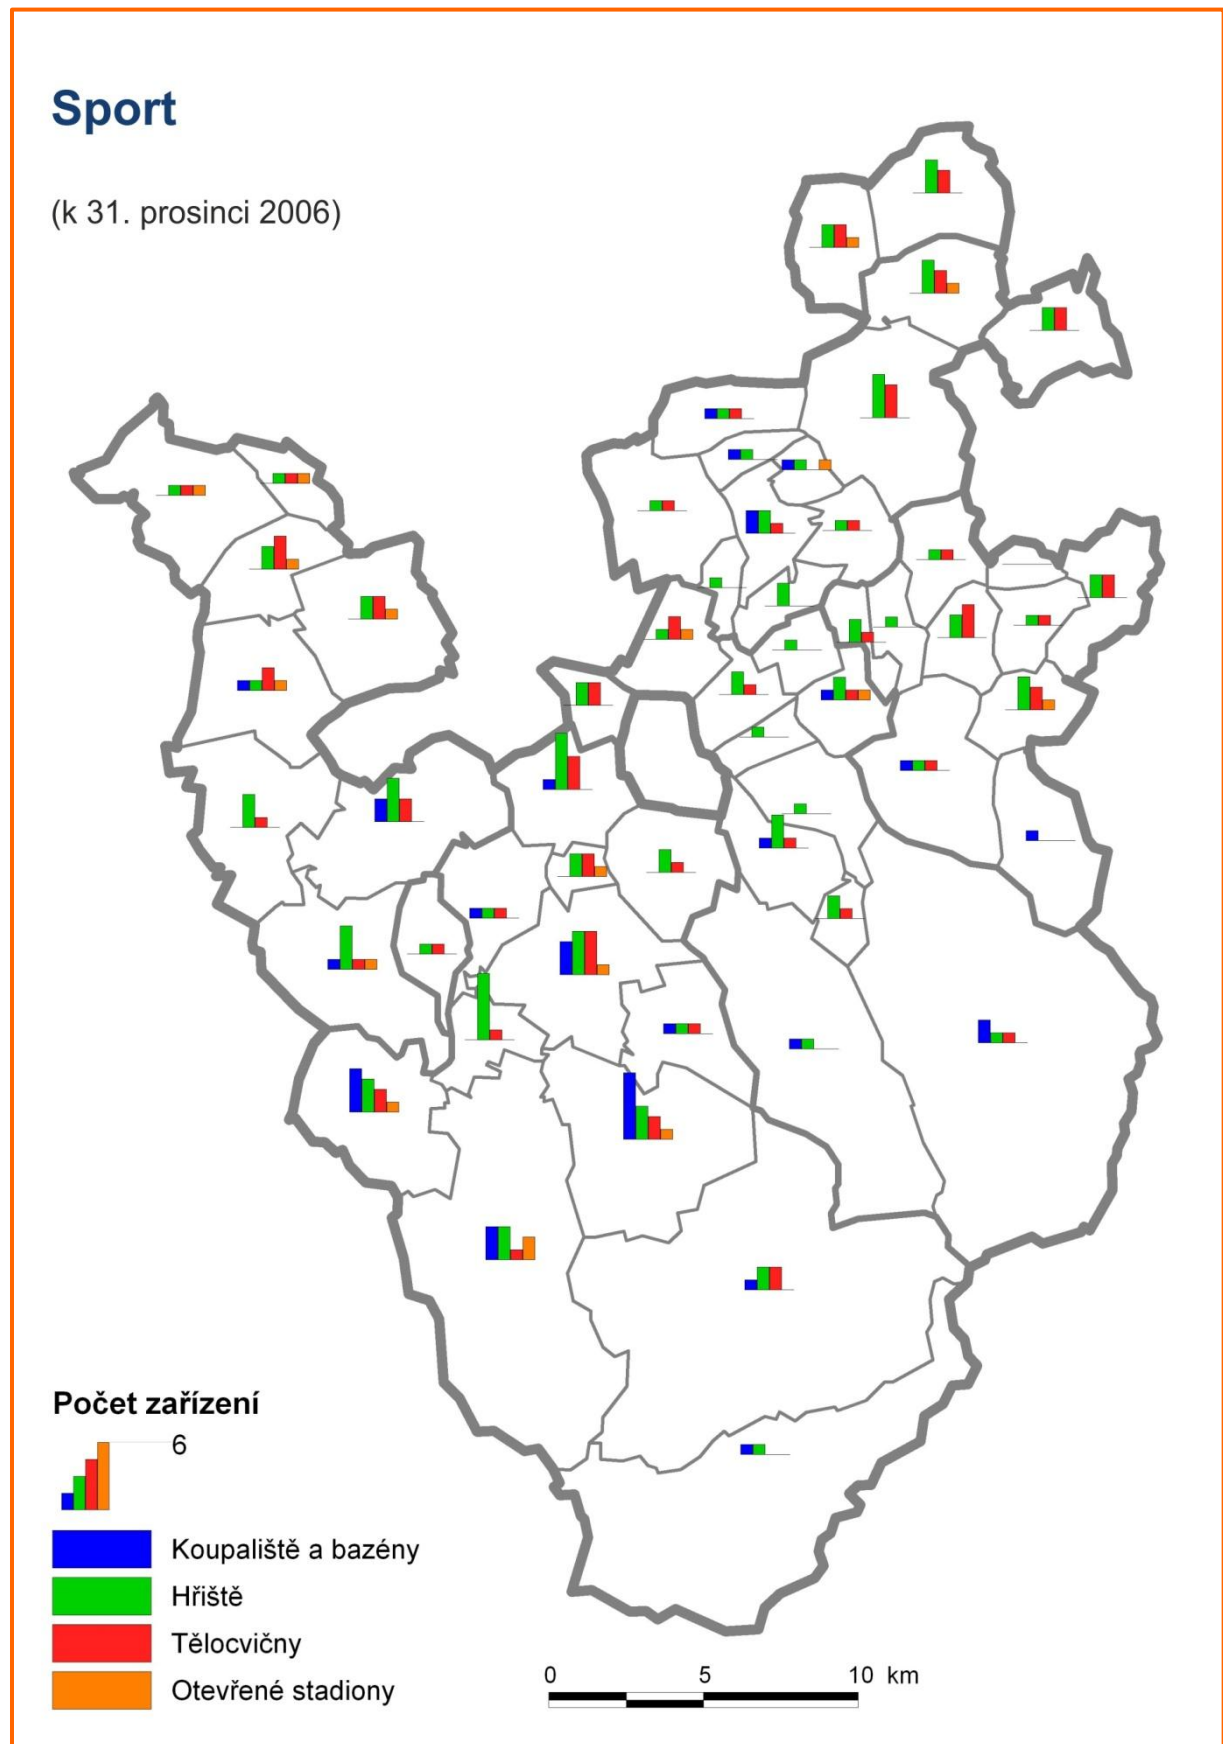 Sport
(k 31. prosinci 2006)
Počet zařízení
6
Koupaliště a bazény
Hřiště
Tělocvičny
Otevřené stadiony
0 5 10 km